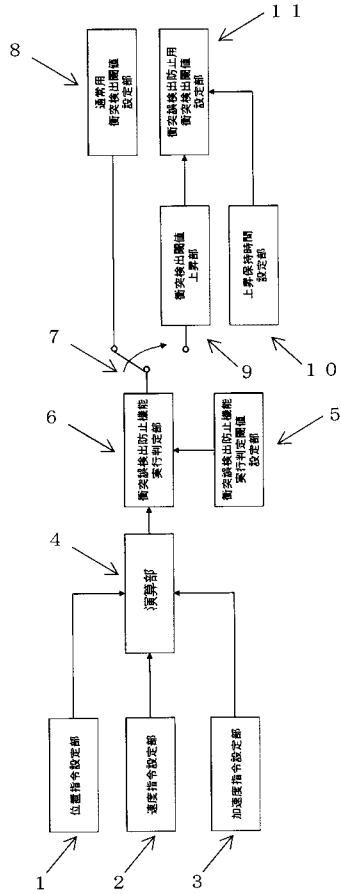 8
通常用
衝突検出閾値
設定部
11
衝突誤検出防止用
衝突検出閾値
設定部
7
衝突検出閾値
上昇部
9
上昇保持時間
設定部
10
6
衝突誤検出防止機能
実行判定部
5
衝突誤検出防止機能
実行判定閾値
設定部
4
演算部
1
位置指令設定部
2
速度指令設定部
3
加速度指令設定部